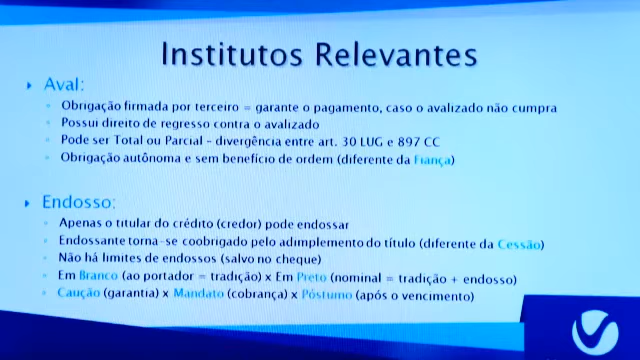 Institutos Relevantes
Aval:
Obrigação firmada por terceiro = garante o pagamento, caso o avalizado não cumpra
Possui direito de regresso contra o avalizado
Pode ser Total ou Parcial – divergência entre art. 30 LUG e 897 CC
Obrigação autônoma e sem benefício de ordem (diferente da Fiança)
Endosso:
Apenas o titular do crédito (credor) pode endossar
Endossante torna-se coobrigado pelo adimplemento do título (diferente da Cessão)
Não há limites de endossos (salvo no cheque)
Em Branco (ao portador = tradição) x Em Preto (nominal = tradição + endosso)
Caução (garantia) x Mandato (cobrança) x Póstumo (após o vencimento)